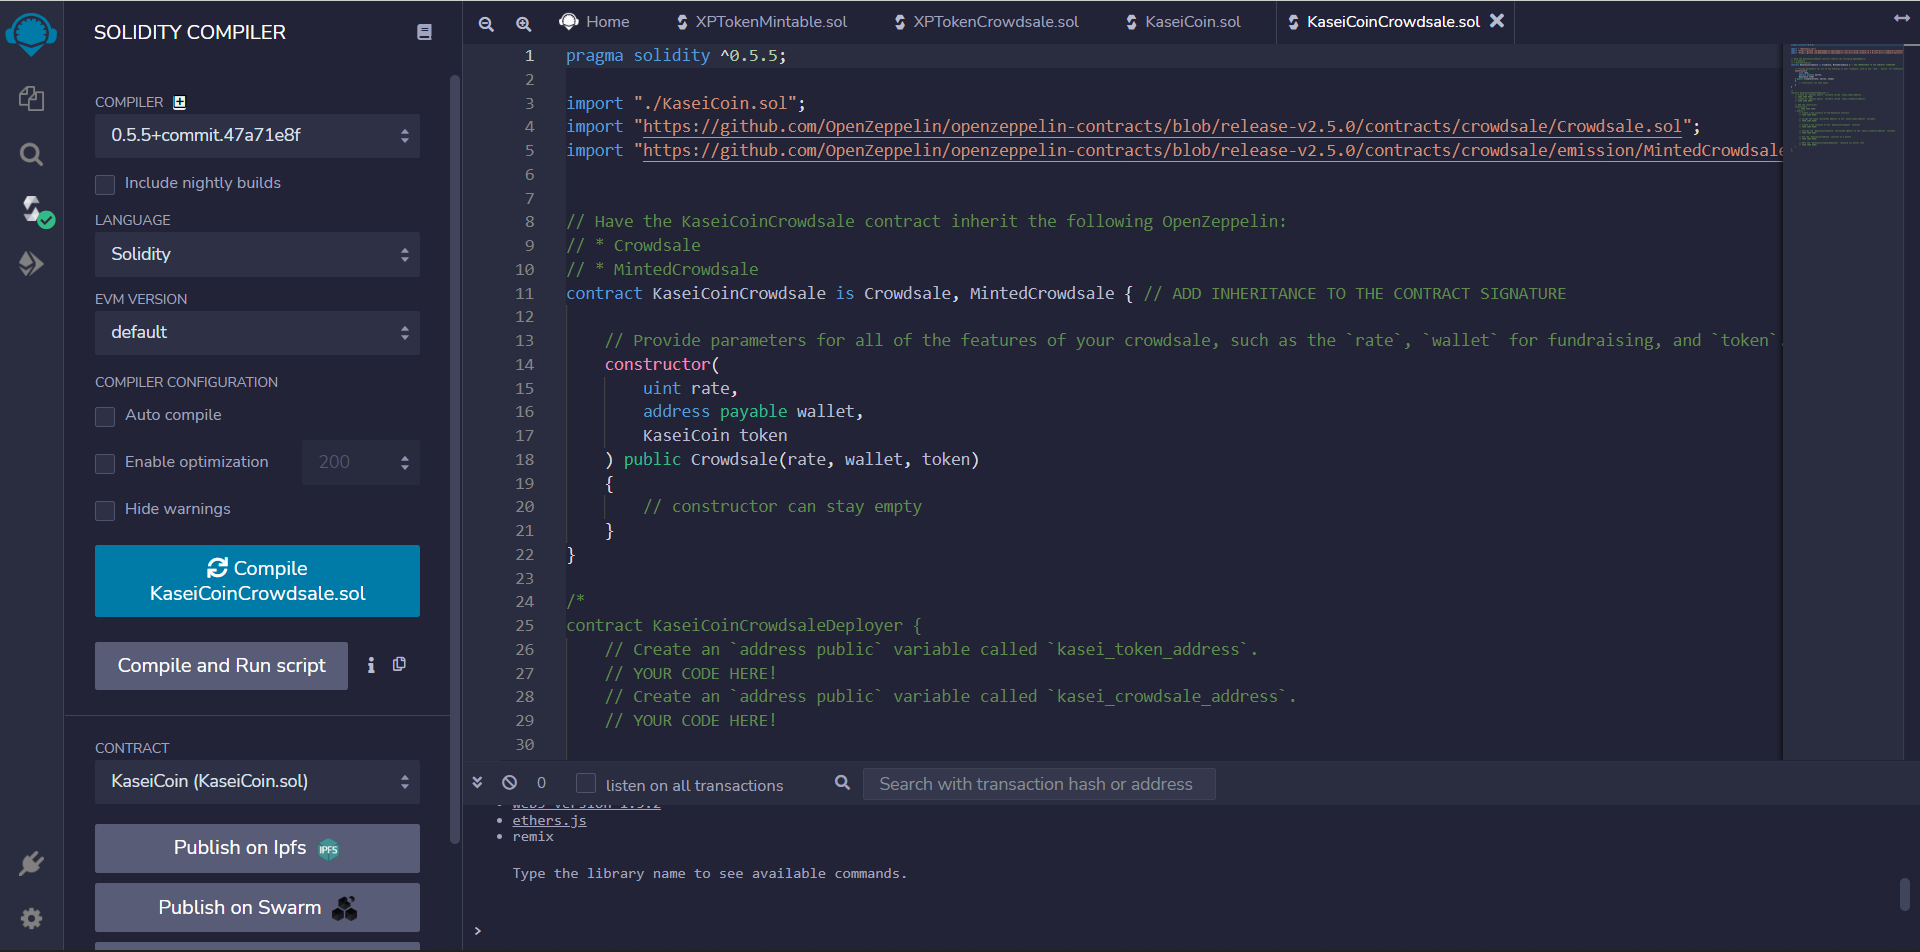 SOLIDITY COMPILER
COMPILER
0.5.5+commit.47a71e8f
Include nightly builds
LANGUAGE
Solidity
EVM VERSION
default
COMPILER CONFIGURATION
Auto compile
Enable optimization
200
Hide warnings
Compile
KaseiCoinCrowdsale.sol
Compile and Run script
CONTRACT
KaseiCoin (KaseiCoin.sol)
Publish on Ipfs
IPFS
Publish on Swarm
Home
XPTokenMintable.sol
XPTokenCrowdsale.sol
KaseiCoin.sol
KaseiCoinCrowdsale.sol
1 pragma solidity ^0.5.5;
2
3 import "./KaseiCoin.sol";
4 import "https://github.com/OpenZeppelin/openzeppelin-contracts/blob/release-v2.5.0/contracts/crowdsale/Crowdsale.sol";
5 import "https://github.com/OpenZeppelin/openzeppelin-contracts/blob/release-v2.5.0/contracts/crowdsale/emission/MintedCrowdsale
6
7
8 // Have the KaseiCoinCrowdsale contract inherit the following OpenZeppelin:
9 // * Crowdsale
10 // * MintedCrowdsale
11 contract KaseiCoinCrowdsale is Crowdsale, MintedCrowdsale { // ADD INHERITANCE TO THE CONTRACT SIGNATURE
12
13 // Provide parameters for all of the features of your crowdsale, such as the `rate`, `wallet` for fundraising, and `token`
14 constructor(
15 uint rate,
16 address payable wallet,
17 KaseiCoin token
18 ) public Crowdsale(rate, wallet, token)
19 {
20 // constructor can stay empty
21 }
22 }
23
24 /*
25 contract KaseiCoinCrowdsaleDeployer {
26 // Create an `address public` variable called `kasei_token_address`.
27 // YOUR CODE HERE!
28 // Create an `address public` variable called `kasei_crowdsale_address`.
29 // YOUR CODE HERE!
30
0
listen on all transactions
Search with transaction hash or address
• web3 version 1.5.2
• ethers.js
• remix
Type the library name to see available commands.
>